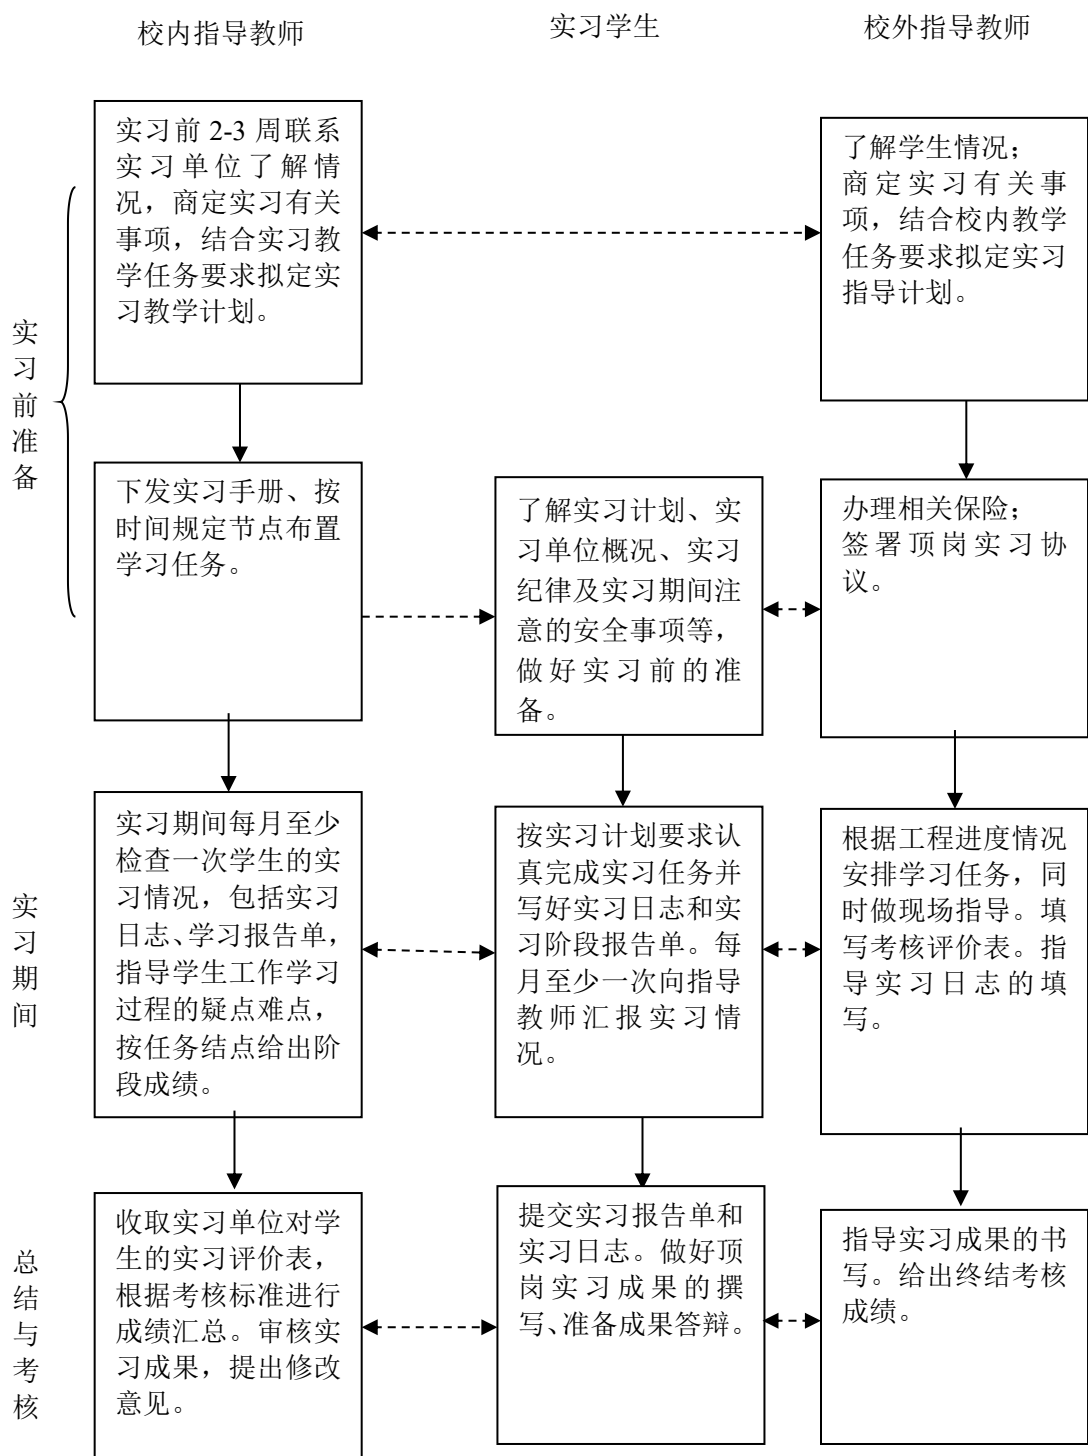 校内指导教师
实习学生
校外指导教师
实习前准备
实习前 2-3 周联系
实习单位了解情
况，商定实习有关
事项，结合实习教
学任务要求拟定实
习教学计划。
了解学生情况；
商定实习有关事
项，结合校内教学
任务要求拟定实习
指导计划。
下发实习手册、按
时间规定节点布置
学习任务。
了解实习计划、实
习单位概况、实习
纪律及实习期间注
意的安全事项等，
做好实习前的准
备。
办理相关保险；
签署顶岗实习协
议。
实习期间
实习期间每月至少
检查一次学生的实
习情况，包括实习
日志、学习报告单，
指导学生工作学习
过程的疑点难点，
按任务结点给出阶
段成绩。
按实习计划要求认
真完成实习任务并
写好实习日志和实
习阶段报告单。每
月至少一次向指导
教师汇报实习情
况。
根据工程进度情况
安排学习任务，同
时做现场指导。填
写考核评价表。指
导实习日志的填
写。
总结与考核
收取实习单位对学
生的实习评价表，
根据考核标准进行
成绩汇总。审核实
习成果，提出修改
意见。
提交实习报告单和
实习日志。做好顶
岗实习成果的撰
写、准备成果答辩。
指导实习成果的书
写。给出终结考核
成绩。